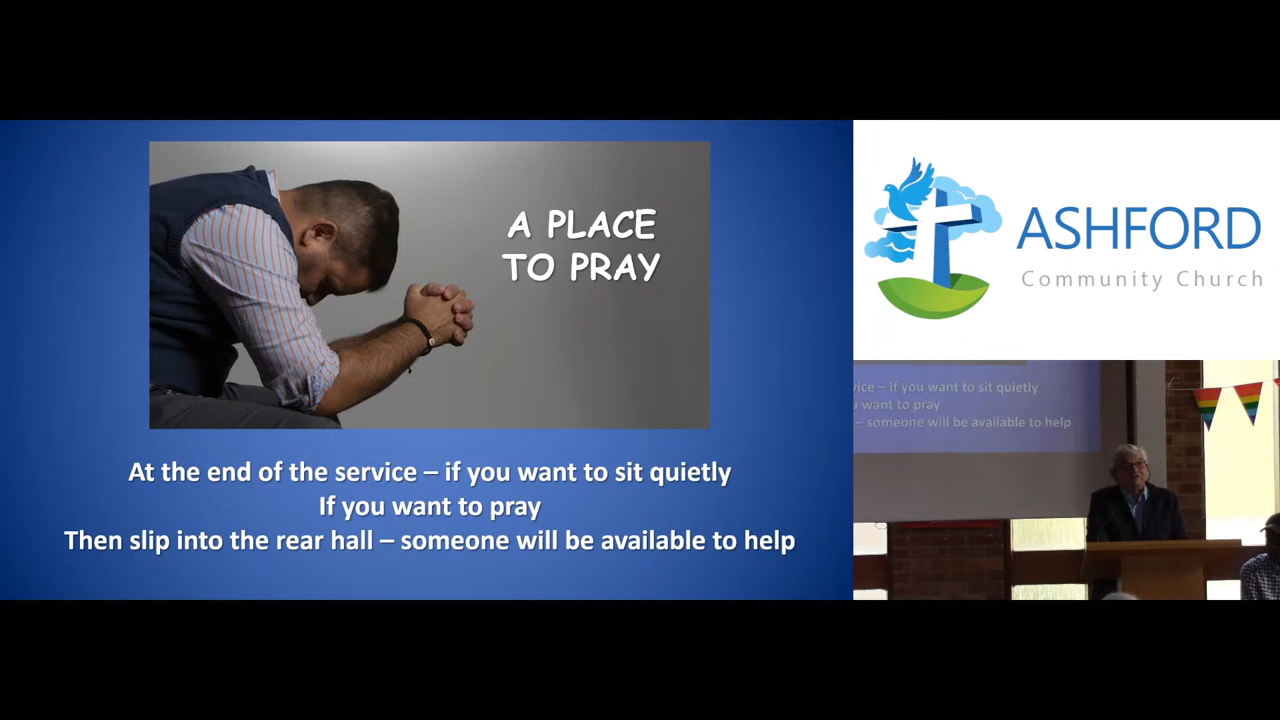 A PLACE
TO PRAY
At the end of the service – if you want to sit quietly
If you want to pray
Then slip into the rear hall – someone will be available to help
ASHFORD
Community Church
vice – if you want to sit quietly
u want to pray
– someone will be available to help